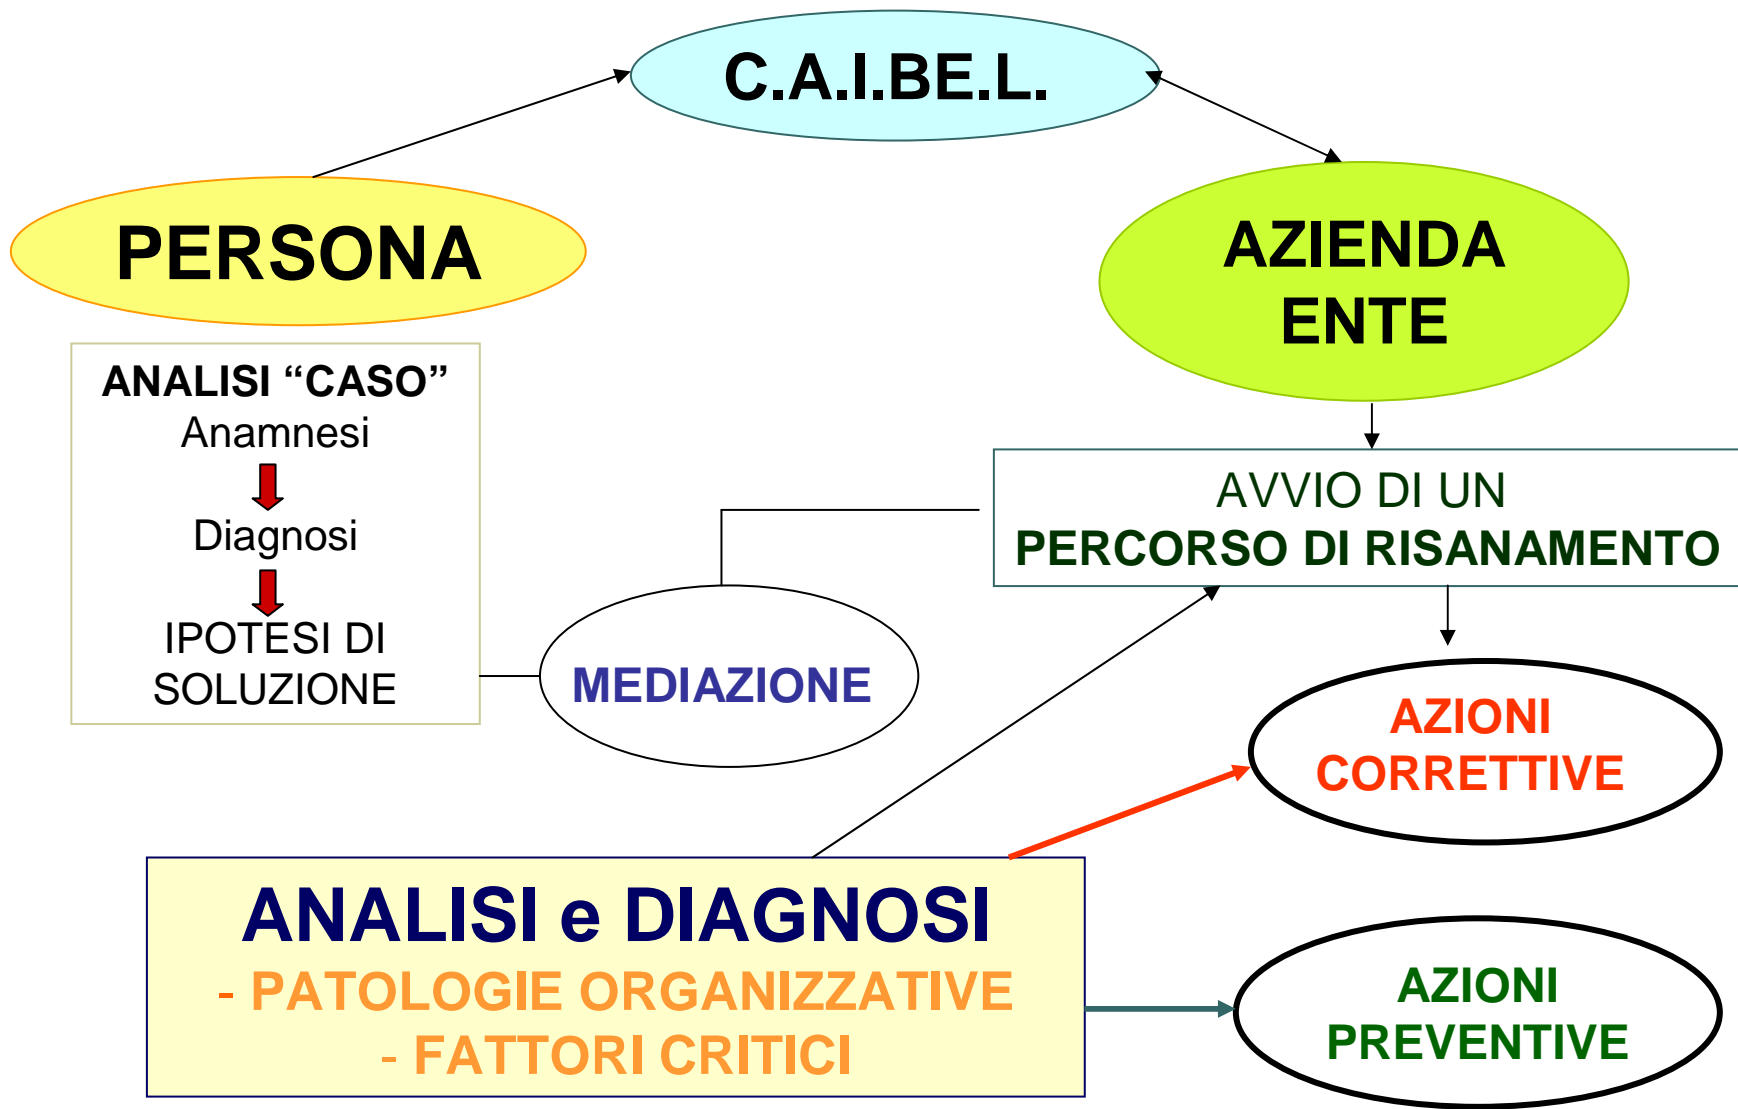 C.A.I.BE.L.
PERSONA
AZIENDA
ENTE
ANALISI “CASO”
Anamnesi
Diagnosi
IPOTESI DI
SOLUZIONE
AVVIO DI UN
PERCORSO DI RISANAMENTO
MEDIAZIONE
AZIONI
CORRETTIVE
ANALISI e DIAGNOSI
- PATOLOGIE ORGANIZZATIVE
- FATTORI CRITICI
AZIONI
PREVENTIVE